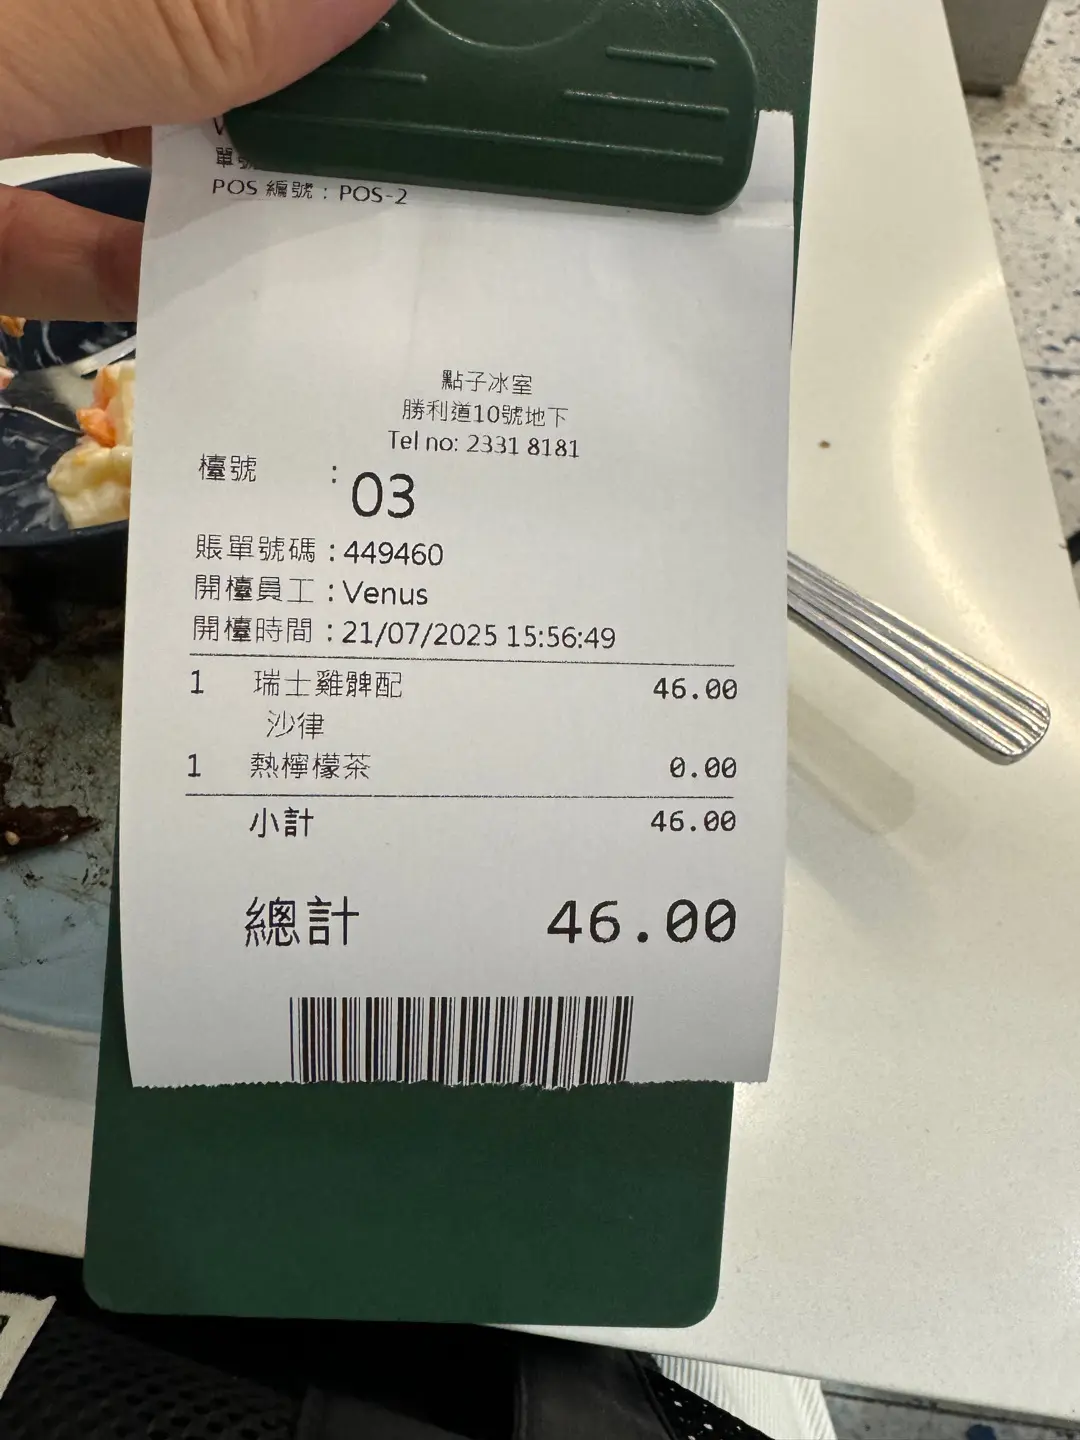 單號
POS 編號 : POS-2
點子冰室
勝利道10號地下
Tel no: 2331 8181
檯號 : 03
賬單號碼 : 449460
開檯員工 : Venus
開檯時間 : 21/07/2025 15:56:49
1 瑞士雞髀配 46.00
沙律
1 熱檸檬茶 0.00
小計 46.00
總計 46.00